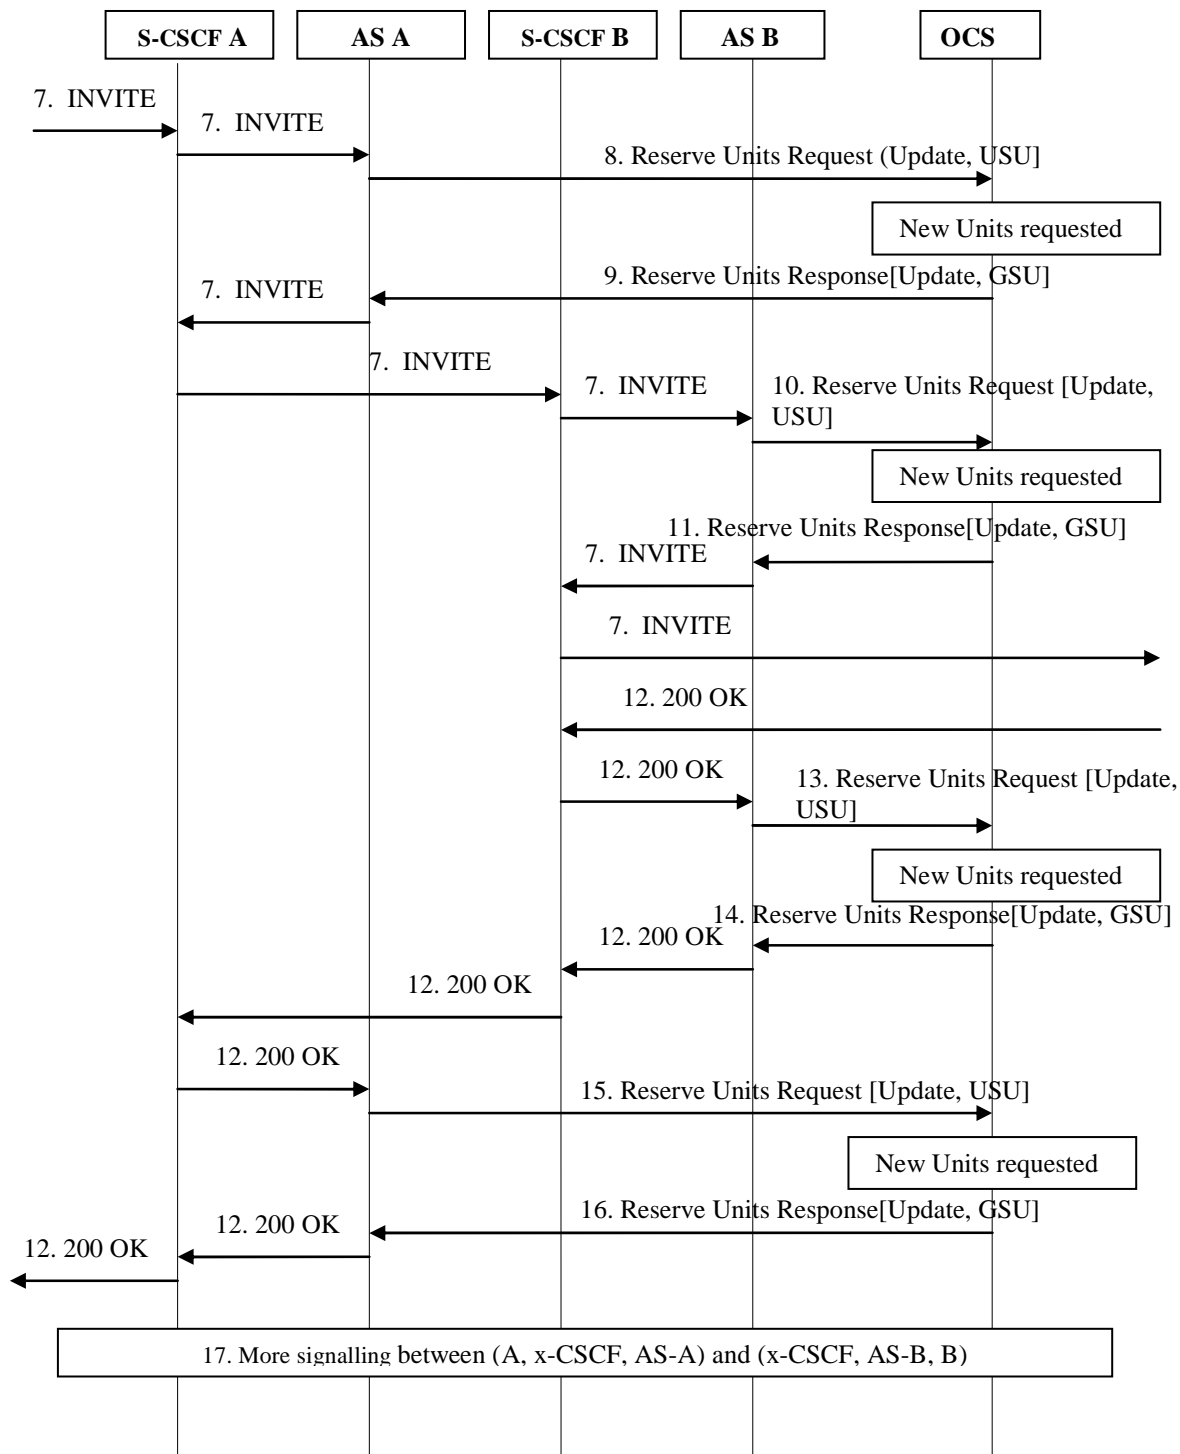 S-CSCF A
AS A
S-CSCF B
AS B
OCS
7.  INVITE
7.  INVITE
8. Reserve Units Request (Update, USU]
New Units requested
9. Reserve Units Response[Update, GSU]
7.  INVITE
7.  INVITE
7.  INVITE
10. Reserve Units Request [Update,
USU]
New Units requested
11. Reserve Units Response[Update, GSU]
7.  INVITE
7.  INVITE
12. 200 OK
12. 200 OK
13. Reserve Units Request [Update,
USU]
New Units requested
14. Reserve Units Response[Update, GSU]
12. 200 OK
12. 200 OK
12. 200 OK
15. Reserve Units Request [Update, USU]
New Units requested
16. Reserve Units Response[Update, GSU]
12. 200 OK
12. 200 OK
17. More signalling between (A, x-CSCF, AS-A) and (x-CSCF, AS-B, B)